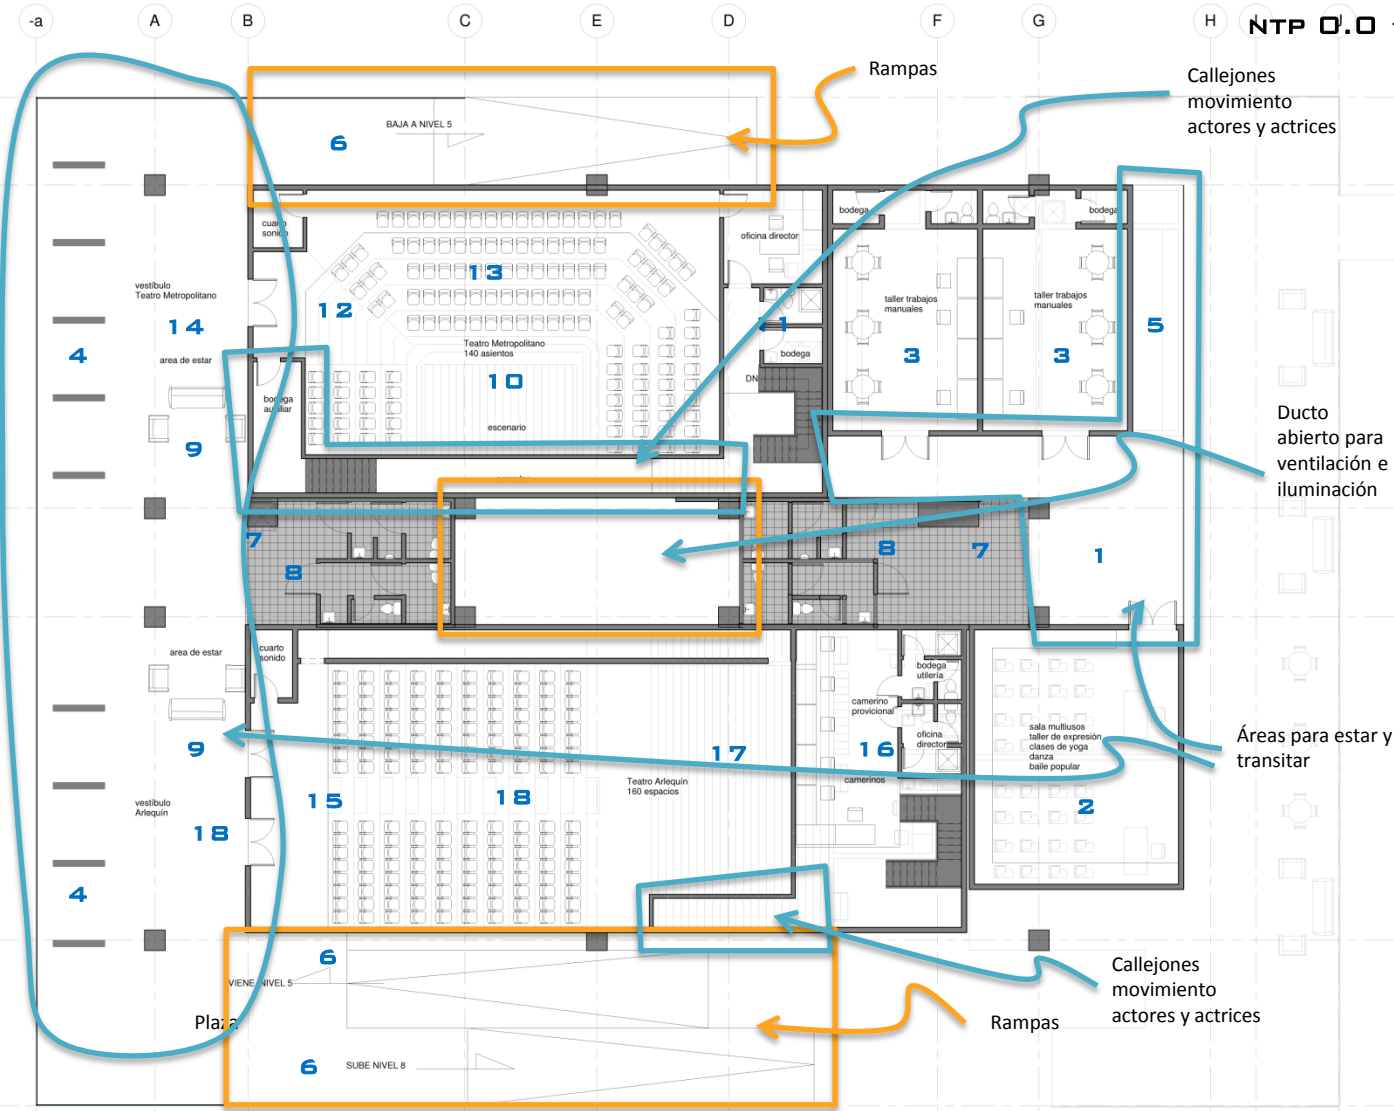 -a
A
B
C
E
D
F
G
H
I
J
NTP 0.0
Rampas
Callejones
movimiento
actores y actrices
BAJA A NIVEL 5
6
bodega
bodega
cuarto
sonido
oficina director
13
vestíbulo
Teatro Metropolitano
14
12
11
taller trabajos
manuales
3
taller trabajos
manuales
3
5
4
area de estar
Teatro Metropolitano
140 asientos
10
bodega
DN
bodega
auxiliar
escenario
9
Ducto
abierto para
ventilación e
iluminación
7
8
8
7
1
area de estar
cuarto
sonido
bodega
utilería
camerino
provicional
oficina
director
sala multiusos
taller de expresión
clases de yoga
danza
baile popular
Áreas para estar y
transitar
9
17
16
camerinos
Teatro Arlequín
160 espacios
vestíbulo
Arlequín
15
18
18
2
4
6
VIENE NIVEL 5
Callejones
movimiento
actores y actrices
Plaza
Rampas
6
SUBE NIVEL 8